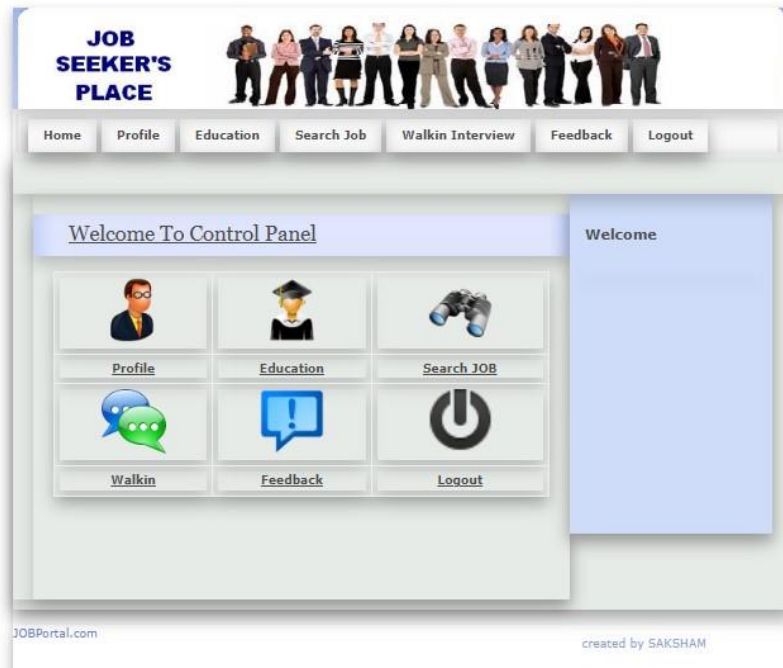 JOB
SEEKER'S
PLACE
Home Profile Education Search Job Walkin Interview Feedback Logout
Welcome To Control Panel
Welcome
Profile Education Search JOB
Walkin Feedback Logout
JOBPortal.com
created by SAKSHAM